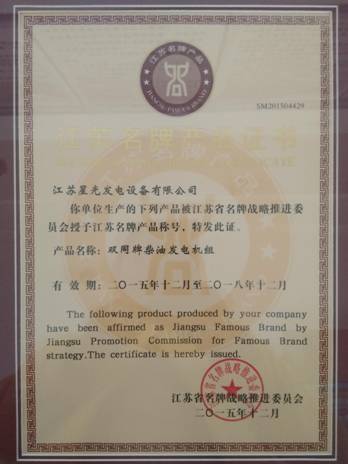 江苏名牌产品
JIANGSU FAMOUS BRAND
SM201504429
江苏名牌产品证书
江苏星光发电设备有限公司
你单位生产的下列产品被江苏省名牌战略推进委
员会授于江苏名牌产品称号,特发此证。
产品名称:双闸牌柴油发电机组
有效期:二〇一五年十二月至二〇一八年十二月
The following product produced by your company
have been affirmed as Jiangsu Famous Brand by
Jiangsu Promotion Commission for Famous Brand
strategy.The certificate is hereby issued.
江苏省名牌战略推进委员会
二〇一五年十二月